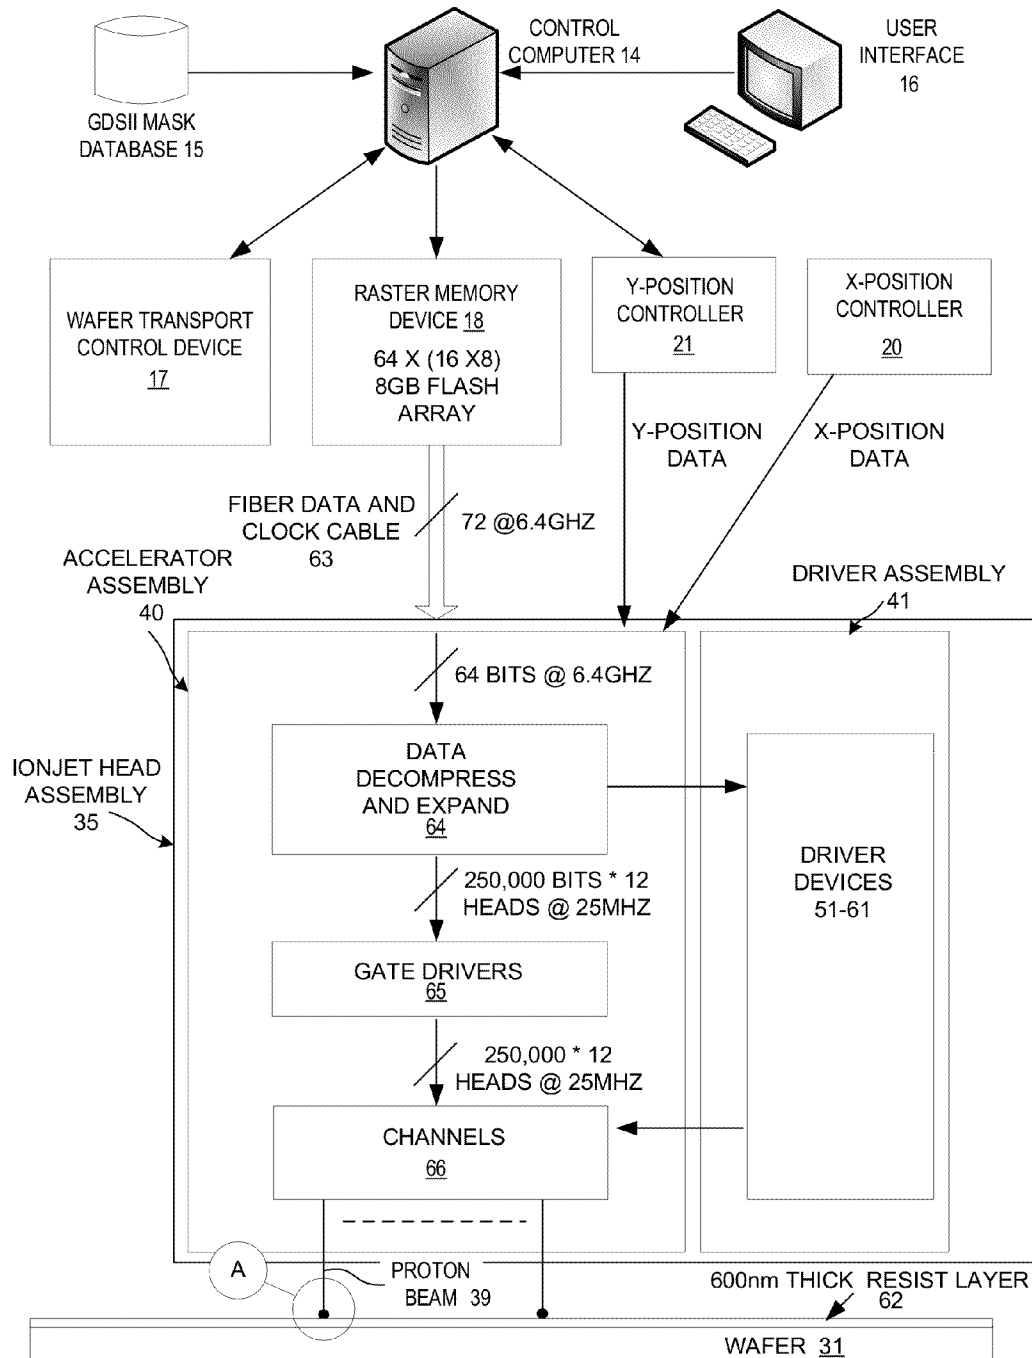 CONTROL
COMPUTER 14
USER
INTERFACE
16
GDSII MASK
DATABASE 15
WAFER TRANSPORT
CONTROL DEVICE
17
RASTER MEMORY
DEVICE 18
64 X (16 X8)
8GB FLASH
ARRAY
Y-POSITION
CONTROLLER
21
X-POSITION
CONTROLLER
20
Y-POSITION
DATA
X-POSITION
DATA
FIBER DATA AND
CLOCK CABLE
63
72 @6.4GHZ
ACCELERATOR
ASSEMBLY
40
DRIVER ASSEMBLY
41
64 BITS @ 6.4GHZ
IONJET HEAD
ASSEMBLY
35
DATA
DECOMPRESS
AND EXPAND
64
250,000 BITS * 12
HEADS @ 25MHZ
DRIVER
DEVICES
51-61
GATE DRIVERS
65
250,000 * 12
HEADS @ 25MHZ
CHANNELS
66
A
PROTON
BEAM 39
600nm THICK RESIST LAYER
62
WAFER 31